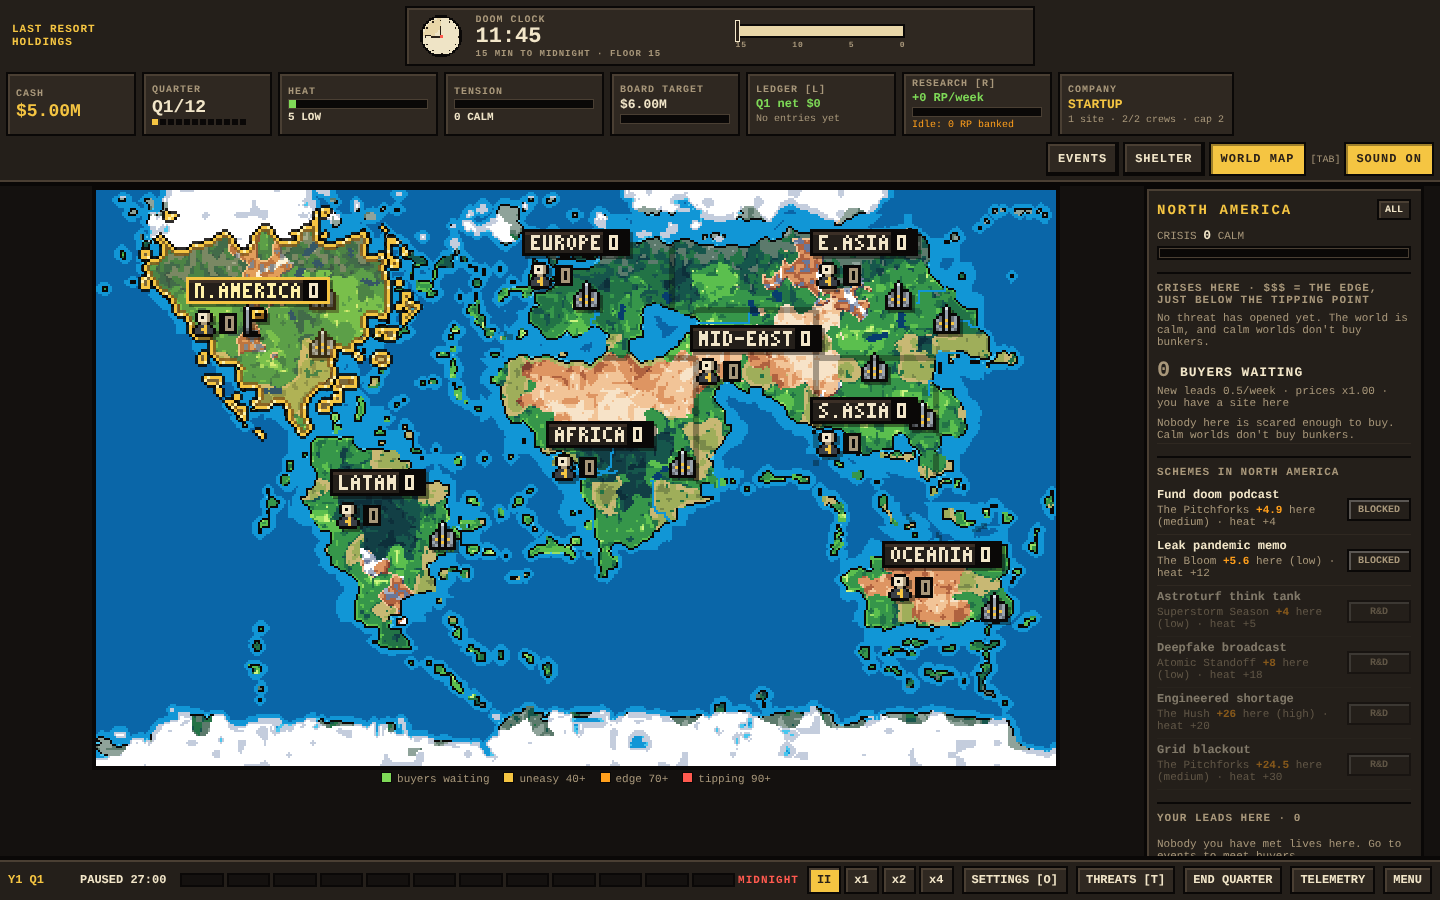 LAST RESORT
HOLDINGS
DOOM CLOCK
11:45
15 MIN TO MIDNIGHT · FLOOR 15
15 10 5 0
CASH
$5.00M
QUARTER
Q1/12
HEAT
5 LOW
TENSION
0 CALM
BOARD TARGET
$6.00M
LEDGER [L]
Q1 net $0
No entries yet
RESEARCH [R]
+0 RP/week
Idle: 0 RP banked
COMPANY
STARTUP
1 site · 2/2 crews · cap 2
EVENTS
SHELTER
WORLD MAP
[TAB]
SOUND ON
N.AMERICA 0
0
EUROPE 0
0
E.ASIA 0
0
MID-EAST 0
0
S.ASIA 0
0
AFRICA 0
0
LATAM 0
0
OCEANIA 0
0
buyers waiting
uneasy 40+
edge 70+
tipping 90+
NORTH AMERICA
ALL
CRISIS 0 CALM
CRISES HERE · $$$ = THE EDGE,
JUST BELOW THE TIPPING POINT
No threat has opened yet. The world is
calm, and calm worlds don't buy
bunkers.
0 BUYERS WAITING
New leads 0.5/week · prices x1.00 ·
you have a site here
Nobody here is scared enough to buy.
Calm worlds don't buy bunkers.
SCHEMES IN NORTH AMERICA
Fund doom podcast
The Pitchforks +4.9 here
(medium) · heat +4
BLOCKED
Leak pandemic memo
The Bloom +5.6 here (low) ·
heat +12
BLOCKED
Astroturf think tank
Superstorm Season +4 here
(low) · heat +5
R&D
Deepfake broadcast
Atomic Standoff +8 here
(low) · heat +18
R&D
Engineered shortage
The Hush +26 here (high) ·
heat +20
R&D
Grid blackout
The Pitchforks +24.5 here
(medium) · heat +30
R&D
YOUR LEADS HERE · 0
Nobody you have met lives here. Go to
events to meet buyers.
Y1 Q1
PAUSED 27:00
MIDNIGHT
II
x1
x2
x4
SETTINGS [O]
THREATS [T]
END QUARTER
TELEMETRY
MENU